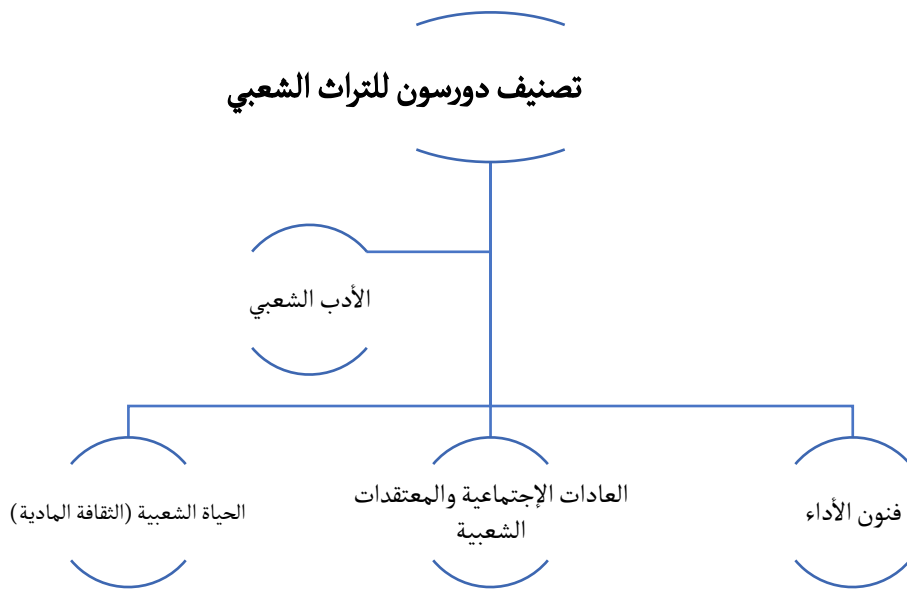 تصنيف دورسون للتراث الشعبي
الأدب الشعبي
فنون الأداء
العادات الإجتماعية والمعتقدات
الشعبية
الحياة الشعبية (الثقافة المادية)